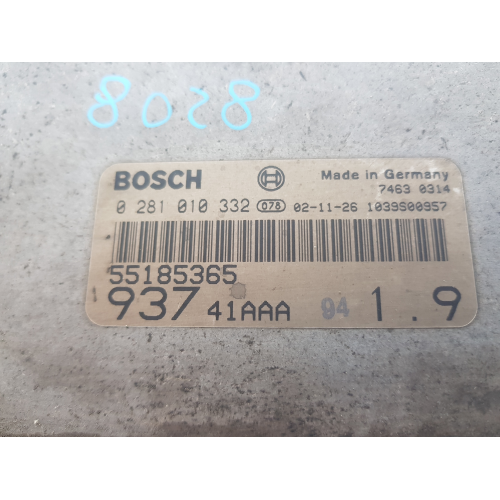 8028
BOSCH Made in Germany
7463 0314
0 281 010 332 078 02-11-26 1039S00957
55185365
937 41AAA 94 1.9